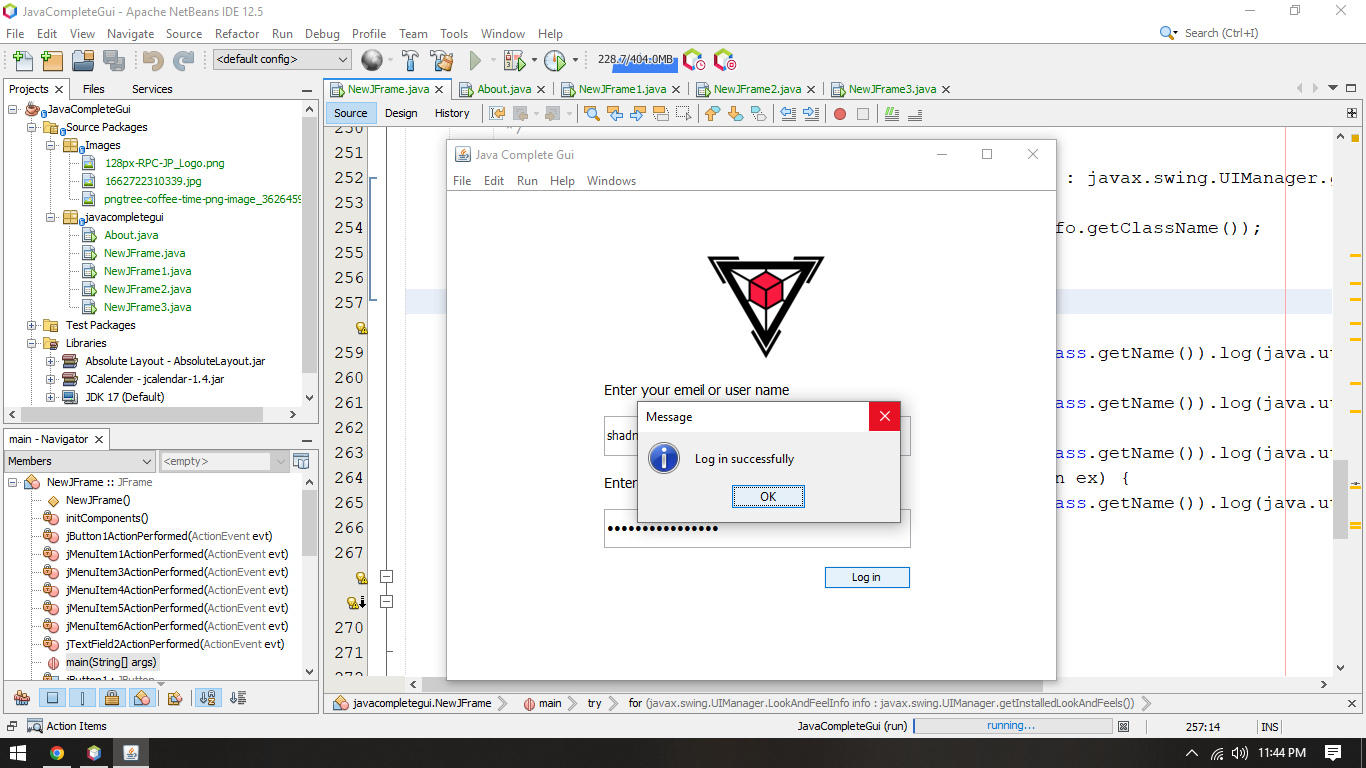 JavaCompleteGui - Apache NetBeans IDE 12.5
File Edit View Navigate Source Refactor Run Debug Profile Team Tools Window Help
Search (Ctrl+I)
<default config>
228.7/404.0MB
Projects Files Services
JavaCompleteGui
Source Packages
Images
128px-RPC-JP_Logo.png
1662722310339.jpg
pngtree-coffee-time-png-image_3626459
javacompletegui
About.java
NewJFrame.java
NewJFrame1.java
NewJFrame2.java
NewJFrame3.java
Test Packages
Libraries
Absolute Layout - AbsoluteLayout.jar
JCalender - jcalendar-1.4.jar
JDK 17 (Default)
main - Navigator
Members <empty>
NewJFrame :: JFrame
NewJFrame()
initComponents()
jButton1ActionPerformed(ActionEvent evt)
jMenuItem1ActionPerformed(ActionEvent evt)
jMenuItem3ActionPerformed(ActionEvent evt)
jMenuItem4ActionPerformed(ActionEvent evt)
jMenuItem5ActionPerformed(ActionEvent evt)
jMenuItem6ActionPerformed(ActionEvent evt)
jTextField2ActionPerformed(ActionEvent evt)
main(String[] args)
jButton1 : JButton
NewJFrame.java About.java NewJFrame1.java NewJFrame2.java NewJFrame3.java
Source Design History
250 */
251
252 : javax.swing.UIManager.g
253
254 fo.getClassName());
255
256
257
259 ass.getName()).log(java.ut
260
261 ass.getName()).log(java.ut
262
263 ass.getName()).log(java.ut
264 n ex) {
265 ass.getName()).log(java.ut
266
267
270
271
Java Complete Gui
File Edit Run Help Windows
Enter your emeil or user name
shadn
Enter
Message
Log in successfully
OK
Log in
javacompletegui.NewJFrame main try for (javax.swing.UIManager.LookAndFeelInfo info : javax.swing.UIManager.getInstalledLookAndFeels())
Action Items
JavaCompleteGui (run) running... 257:14 INS
11:44 PM